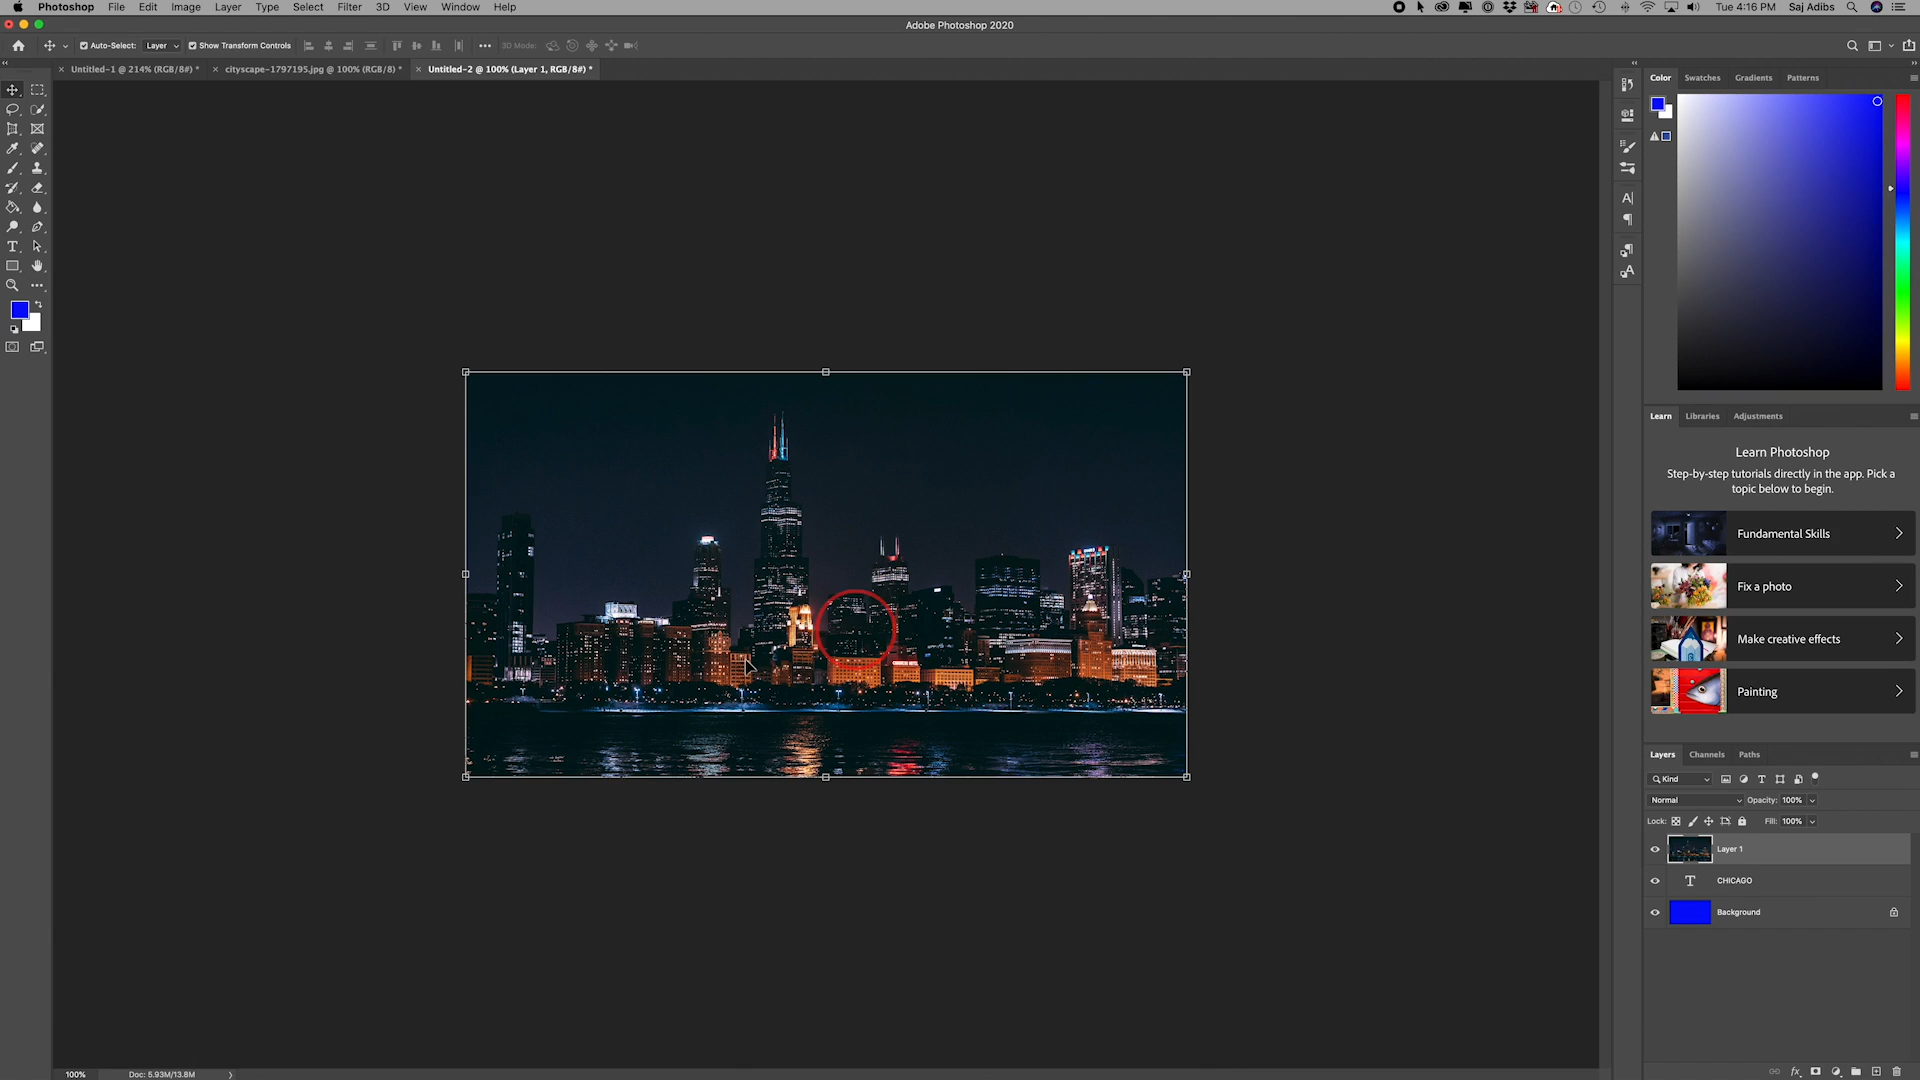 Photoshop File Edit Image Layer Type Select Filter 3D View Window Help
Tue 4:16 PM Saj Adibs
Adobe Photoshop 2020
Auto-Select: Layer Show Transform Controls 3D Mode:
Untitled-1 @ 214% (RGB/8#) * cityscape-1797195.jpg @ 100% (RGB/8) * Untitled-2 @ 100% (Layer 1, RGB/8#) *
Color Swatches Gradients Patterns
Learn Libraries Adjustments
Learn Photoshop
Step-by-step tutorials directly in the app. Pick a
topic below to begin.
Fundamental Skills
Fix a photo
Make creative effects
Painting
Layers Channels Paths
Kind
Normal Opacity: 100%
Lock: Fill: 100%
Layer 1
T CHICAGO
Background
100% Doc: 5.93M/13.8M
fx